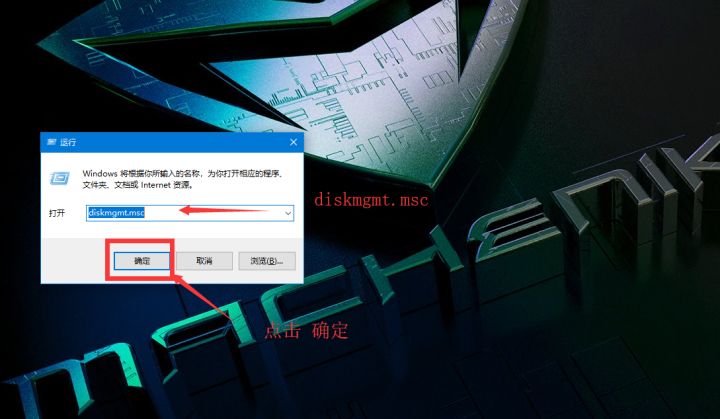 运行
Windows 将根据你所输入的名称，为你打开相应的程序、
文件夹、文档或 Internet 资源。
打开
diskmgmt.msc
diskmgmt.msc
确定
取消
浏览(B)...
点击 确定
MACHENIKE